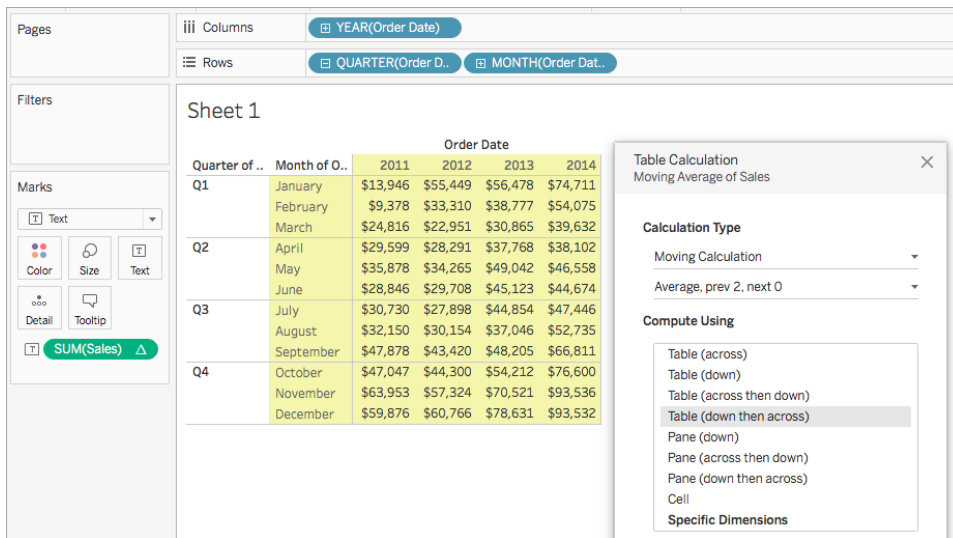 Pages
Columns
YEAR(Order Date)
Rows
QUARTER(Order D..
MONTH(Order Dat..
Filters
Marks
Text
Color
Size
Text
Detail
Tooltip
SUM(Sales) Δ
Sheet 1
Order Date
Quarter of .. Month of O.. 2011 2012 2013 2014
Q1 January $13,946 $55,449 $56,478 $74,711
February $9,378 $33,310 $38,777 $54,075
March $24,816 $22,951 $30,865 $39,632
Q2 April $29,599 $28,291 $37,768 $38,102
May $35,878 $34,265 $49,042 $46,558
June $28,846 $29,708 $45,123 $44,674
Q3 July $30,730 $27,898 $44,854 $47,446
August $32,150 $30,154 $37,046 $52,735
September $47,878 $43,420 $48,205 $66,811
Q4 October $47,047 $44,300 $54,212 $76,600
November $63,953 $57,324 $70,521 $93,536
December $59,876 $60,766 $78,631 $93,532
Table Calculation
Moving Average of Sales
Calculation Type
Moving Calculation
Average, prev 2, next 0
Compute Using
Table (across)
Table (down)
Table (across then down)
Table (down then across)
Pane (down)
Pane (across then down)
Pane (down then across)
Cell
Specific Dimensions